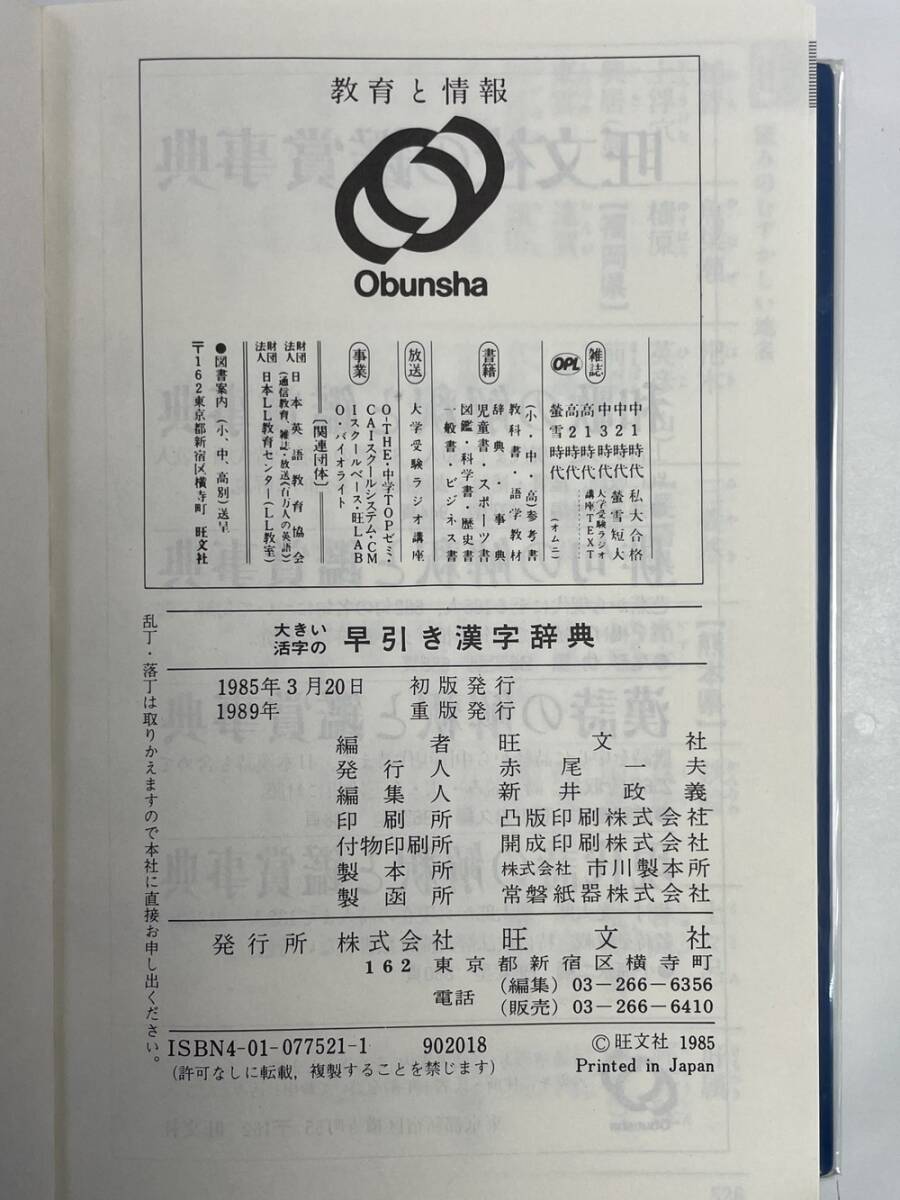 教育と情報
Obunsha
雑誌
OPL
中1時代
中2時代
中3時代
高1時代
高2時代
螢雪時代
私大合格
螢雪短大
大学受験ラジオ
講座TEXT
(オムニ)
書籍
(小・中・高)参考書
教科書・語学教材
辞典・事典
児童書・スポーツ書
図鑑・科学書・歴史書
一般書・ビジネス書
放送
大学受験ラジオ講座
事業
O-THE・中学TOPゼミ・
CAIスクールシステム・CM
Iスクールベース・旺LAB
O・バイオライト
〔関連団体〕
財団法人 日本英語教育協会
(通信教育、雑誌・放送〈百万人の英語〉)
財団法人 日本LL教育センター(LL教室)
●図書案内(小、中、高別)送呈
〒162東京都新宿区横寺町 旺文社
大きい活字の 早引き漢字辞典
1985年3月20日 初版発行
1989年 重版発行
編者 旺文社
発行人 赤尾一夫
編集人 新井政義
印刷所 凸版印刷株式会社
付物印刷所 開成印刷株式会社
製本所 株式会社 市川製本所
製函所 常磐紙器株式会社
発行所 株式会社 旺文社
162 東京都新宿区横寺町
電話 (編集) 03-266-6356
(販売) 03-266-6410
ISBN4-01-077521-1 902018
©旺文社 1985
(許可なしに転載, 複製することを禁じます)
Printed in Japan
乱丁・落丁は取りかえますので本社に直接お申し出ください。